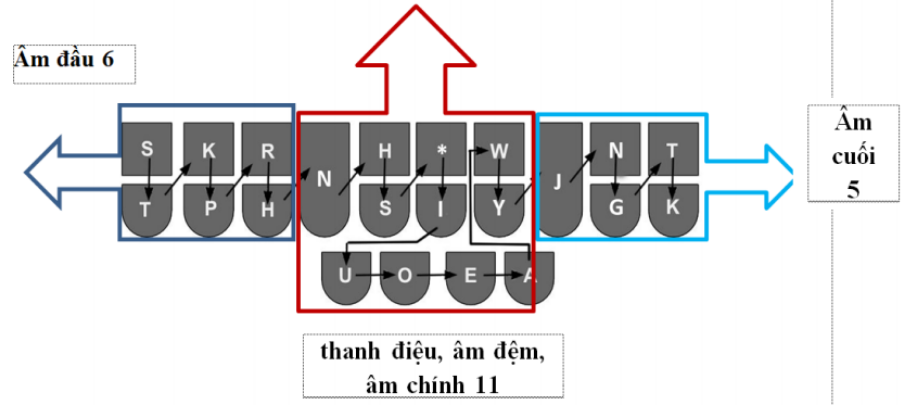 Âm đầu 6
S K R N H * W J N T
T P H S I Y G K
U O E A
Âm
cuối
5
thanh điệu, âm đệm,
âm chính 11